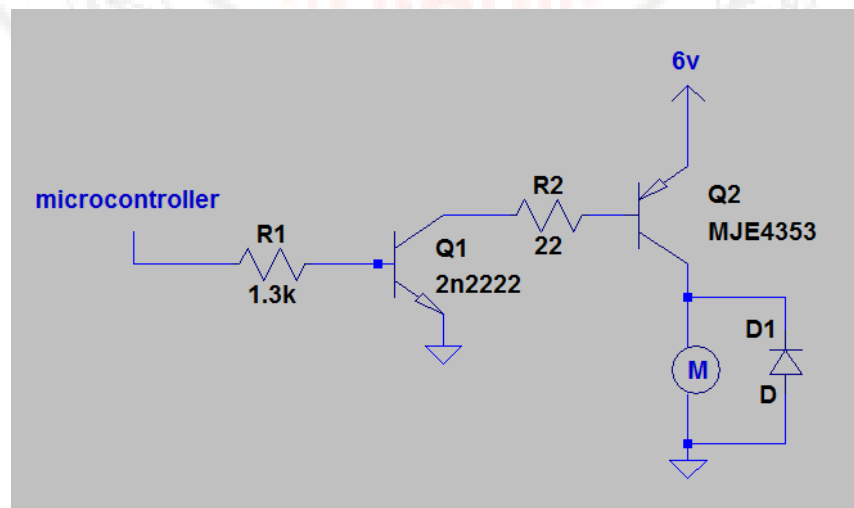 6v
microcontroller
R1
1.3k
Q1
2n2222
R2
22
Q2
MJE4353
D1
M
D